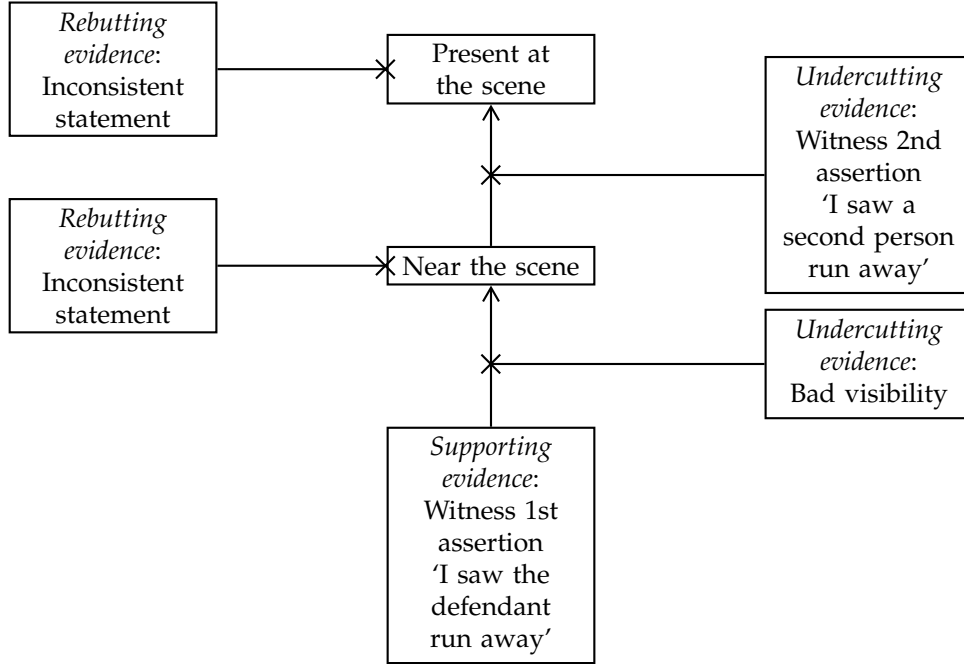 Rebutting
evidence:
Inconsistent
statement
Present at
the scene
Undercutting
evidence:
Witness 2nd
assertion
‘I saw a
second person
run away’
Rebutting
evidence:
Inconsistent
statement
Near the scene
Undercutting
evidence:
Bad visibility
Supporting
evidence:
Witness 1st
assertion
‘I saw the
defendant
run away’